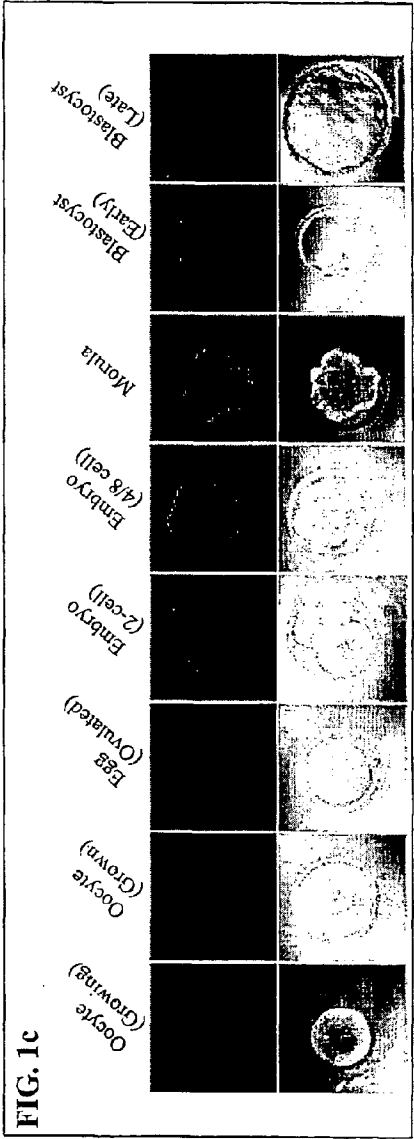 FIG. 1c
Oocyte
(Growing)
Oocyte
(Grown)
Egg
(Ovulated)
Embryo
(2-cell)
Embryo
(4/8 cell)
Morula
Blastocyst
(Early)
Blastocyst
(Late)